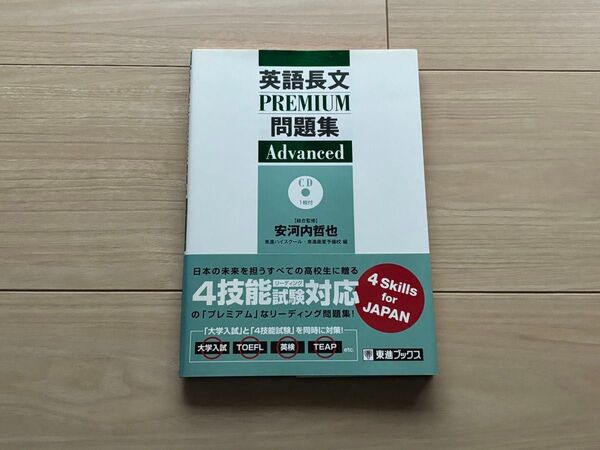 英語長文
PREMIUM
問題集
Advanced
CD
1枚付
【総合監修】
安河内哲也
東進ハイスクール・東進衛星予備校 編
日本の未来を担うすべての高校生に贈る
リーディング
4技能試験対応
の「プレミアム」なリーディング問題集!
4 Skills
for
JAPAN
「大学入試」と「4技能試験」を同時に対策!
大学入試 TOEFL 英検 TEAP etc.
東進ブックス